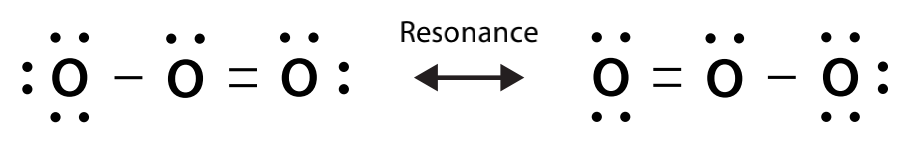 Resonance
O – O = O ↔ O = O – O